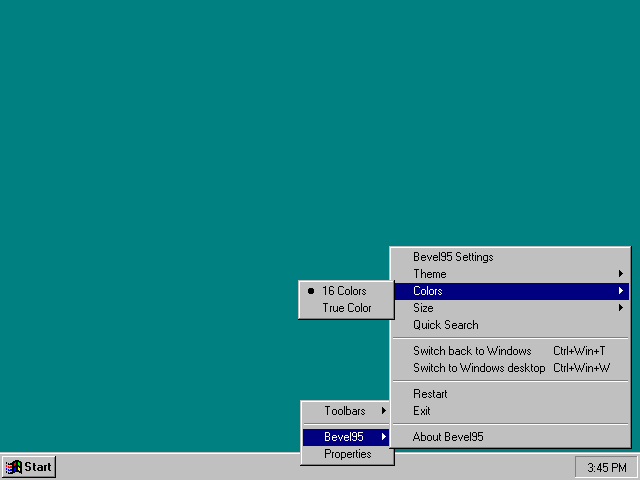 Bevel95 Settings
Theme
Colors
Size
Quick Search
Switch back to Windows Ctrl+Win+T
Switch to Windows desktop Ctrl+Win+W
Restart
Exit
About Bevel95
16 Colors
True Color
Toolbars
Bevel95
Properties
Start
3:45 PM